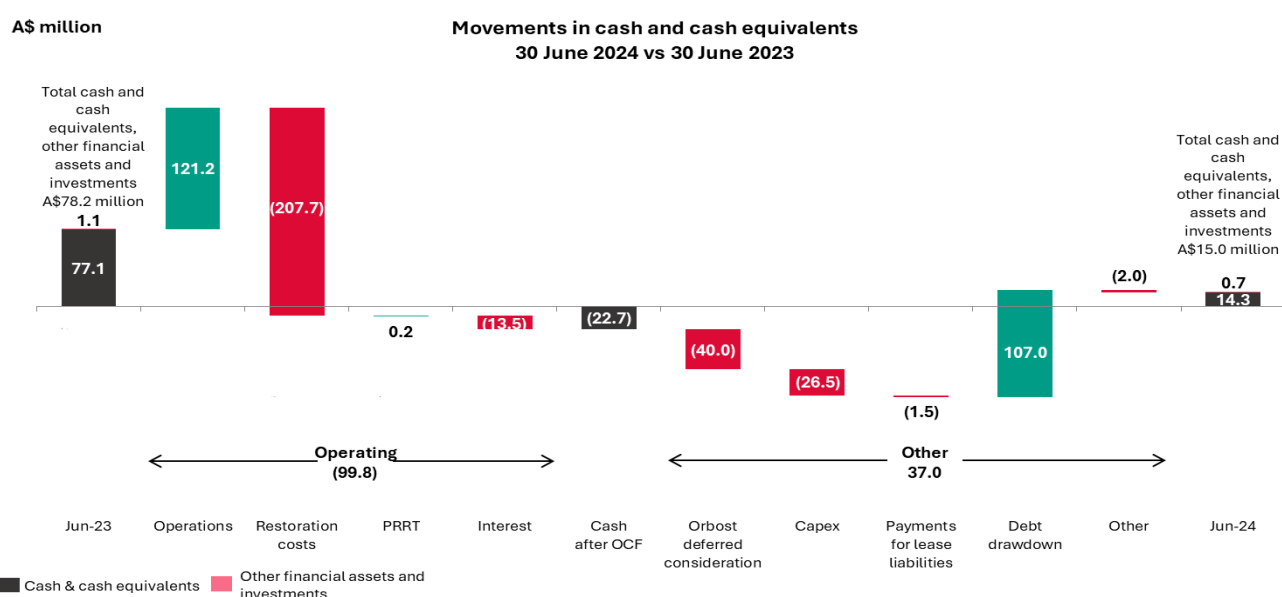 A$ million
Movements in cash and cash equivalents
30 June 2024 vs 30 June 2023
Total cash and
cash
equivalents,
other financial
assets and
investments
A$78.2 million
1.1
77.1
121.2
(207.7)
0.2
(13.5)
(22.7)
(40.0)
(26.5)
(1.5)
107.0
(2.0)
Total cash and
cash
equivalents,
other financial
assets and
investments
A$15.0 million
0.7
14.3
Operating
(99.8)
Other
37.0
Jun-23
Operations
Restoration
costs
PRRT
Interest
Cash
after OCF
Orbost
deferred
consideration
Capex
Payments
for lease
liabilities
Debt
drawdown
Other
Jun-24
Cash & cash equivalents
Other financial assets and
investments